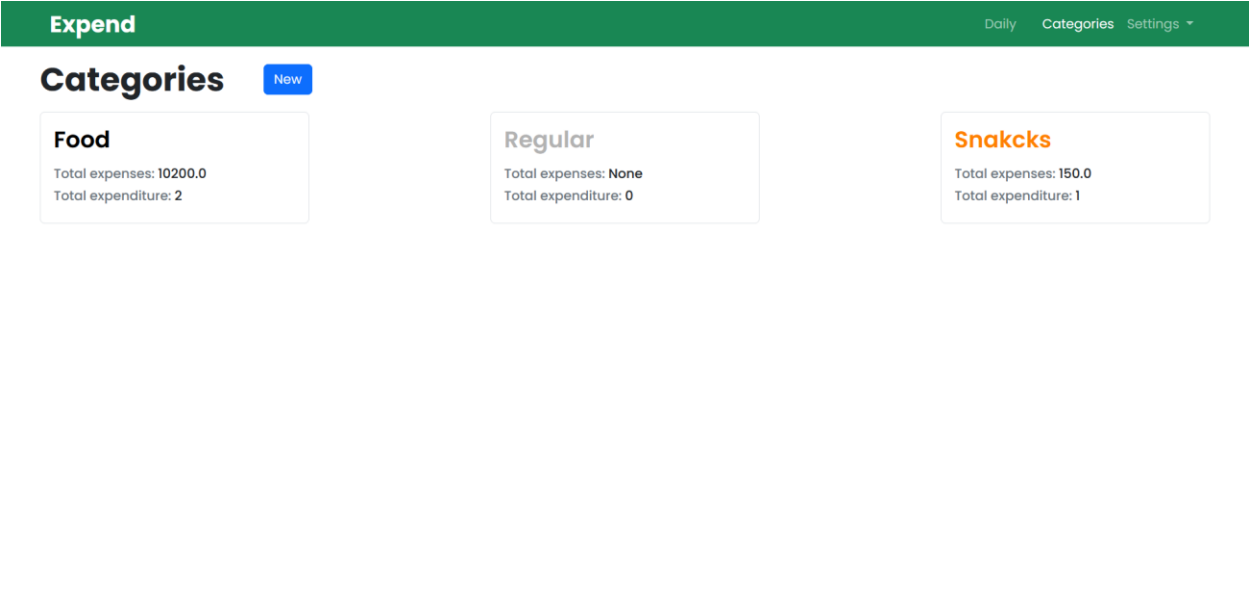 Expend Daily Categories Settings
Categories New
Food
Total expenses: 10200.0
Total expenditure: 2
Regular
Total expenses: None
Total expenditure: 0
Snakcks
Total expenses: 150.0
Total expenditure: 1